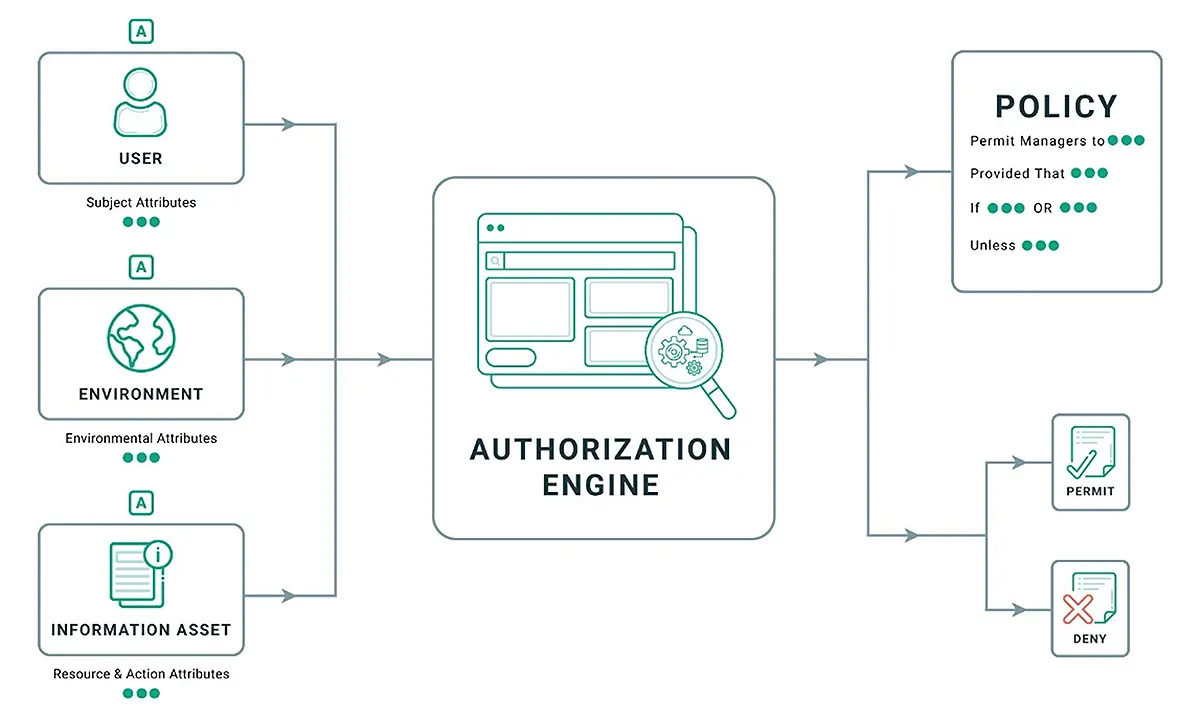 A
USER
Subject Attributes
A
ENVIRONMENT
Environmental Attributes
A
i
INFORMATION ASSET
Resource & Action Attributes
AUTHORIZATION
ENGINE
POLICY
Permit Managers to
Provided That
If OR
Unless
PERMIT
DENY